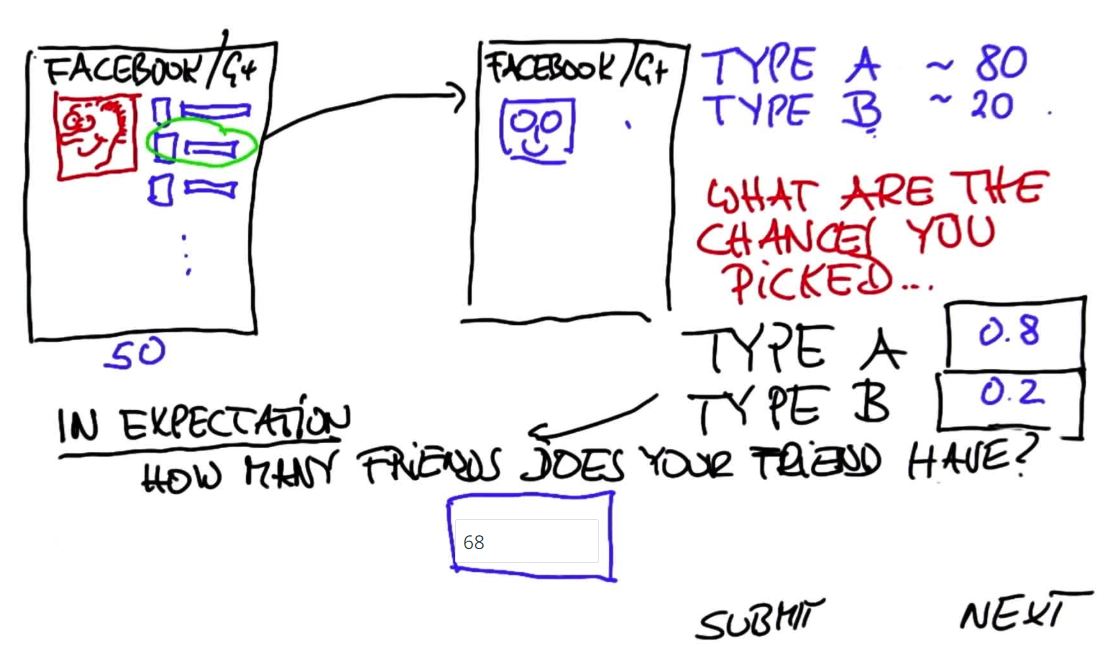 FACEBOOK/G+
50
FACEBOOK/G+
TYPE A ~ 80
TYPE B ~ 20
WHAT ARE THE
CHANCES YOU
PICKED...
TYPE A 0.8
TYPE B 0.2
IN EXPECTATION
HOW MANY FRIENDS DOES YOUR FRIEND HAVE?
68
SUBMIT NEXT